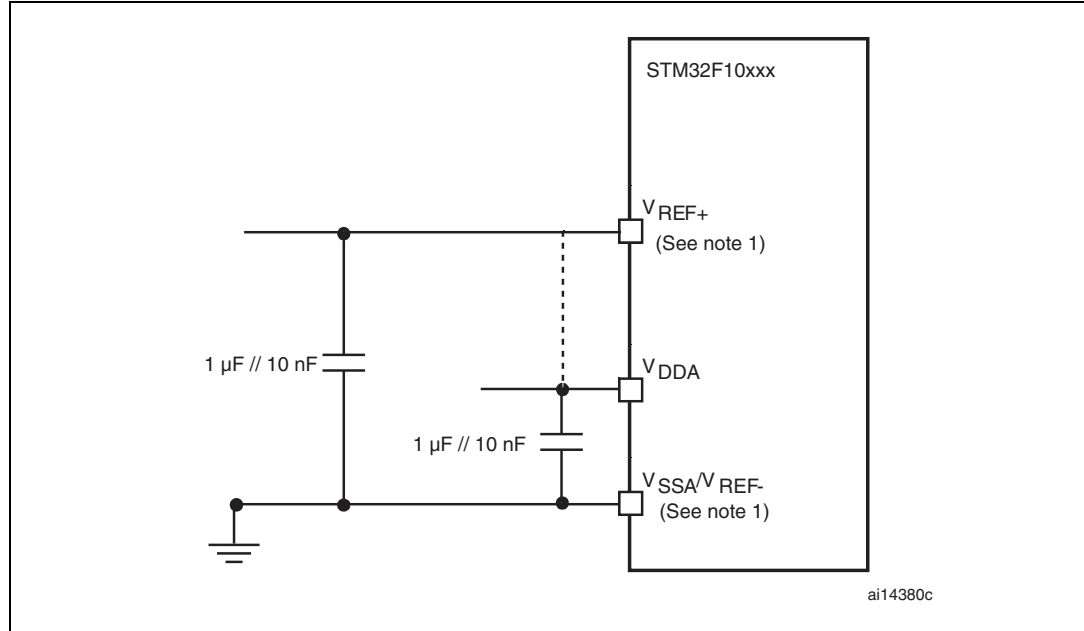 STM32F10xxx
VREF+
(See note 1)
1 µF // 10 nF
VDDA
1 µF // 10 nF
VSSA/VREF-
(See note 1)
ai14380c